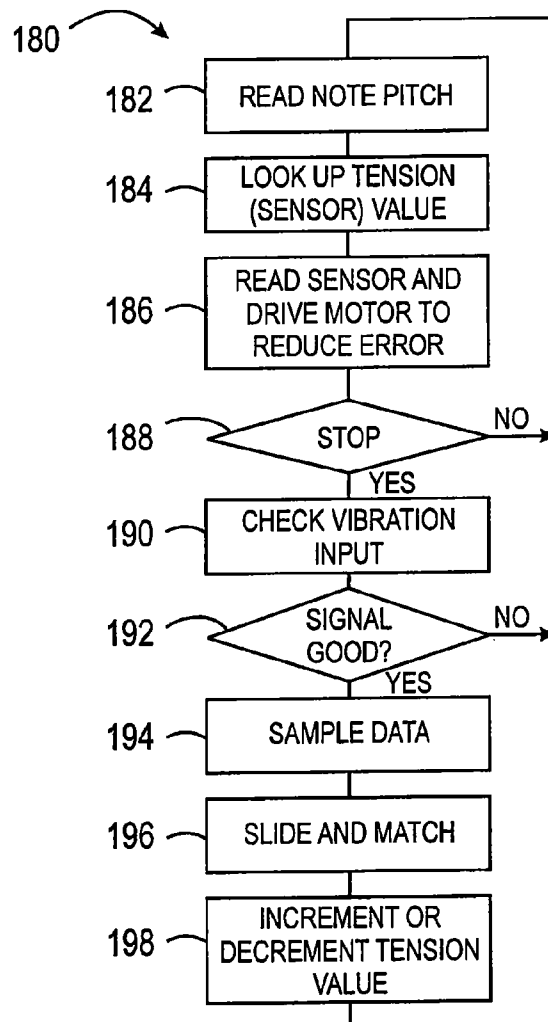 180
182
READ NOTE PITCH
184
LOOK UP TENSION
(SENSOR) VALUE
186
READ SENSOR AND
DRIVE MOTOR TO
REDUCE ERROR
188
STOP
NO
YES
190
CHECK VIBRATION
INPUT
192
SIGNAL
GOOD?
NO
YES
194
SAMPLE DATA
196
SLIDE AND MATCH
198
INCREMENT OR
DECREMENT TENSION
VALUE